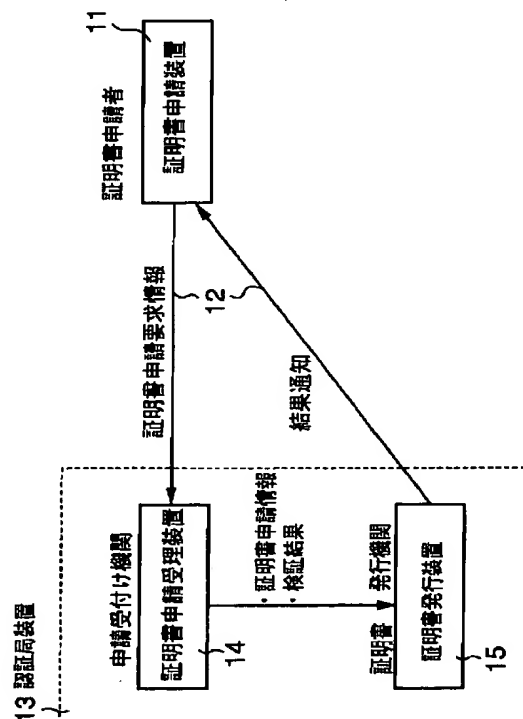 13 認証局装置
申請受付け機関
証明書申請受理装置
14
・証明書申請情報
・検証結果
証明書 発行機関
証明書発行装置
15
証明書申請要求情報
12
結果通知
証明書申請者
証明書申請装置
11